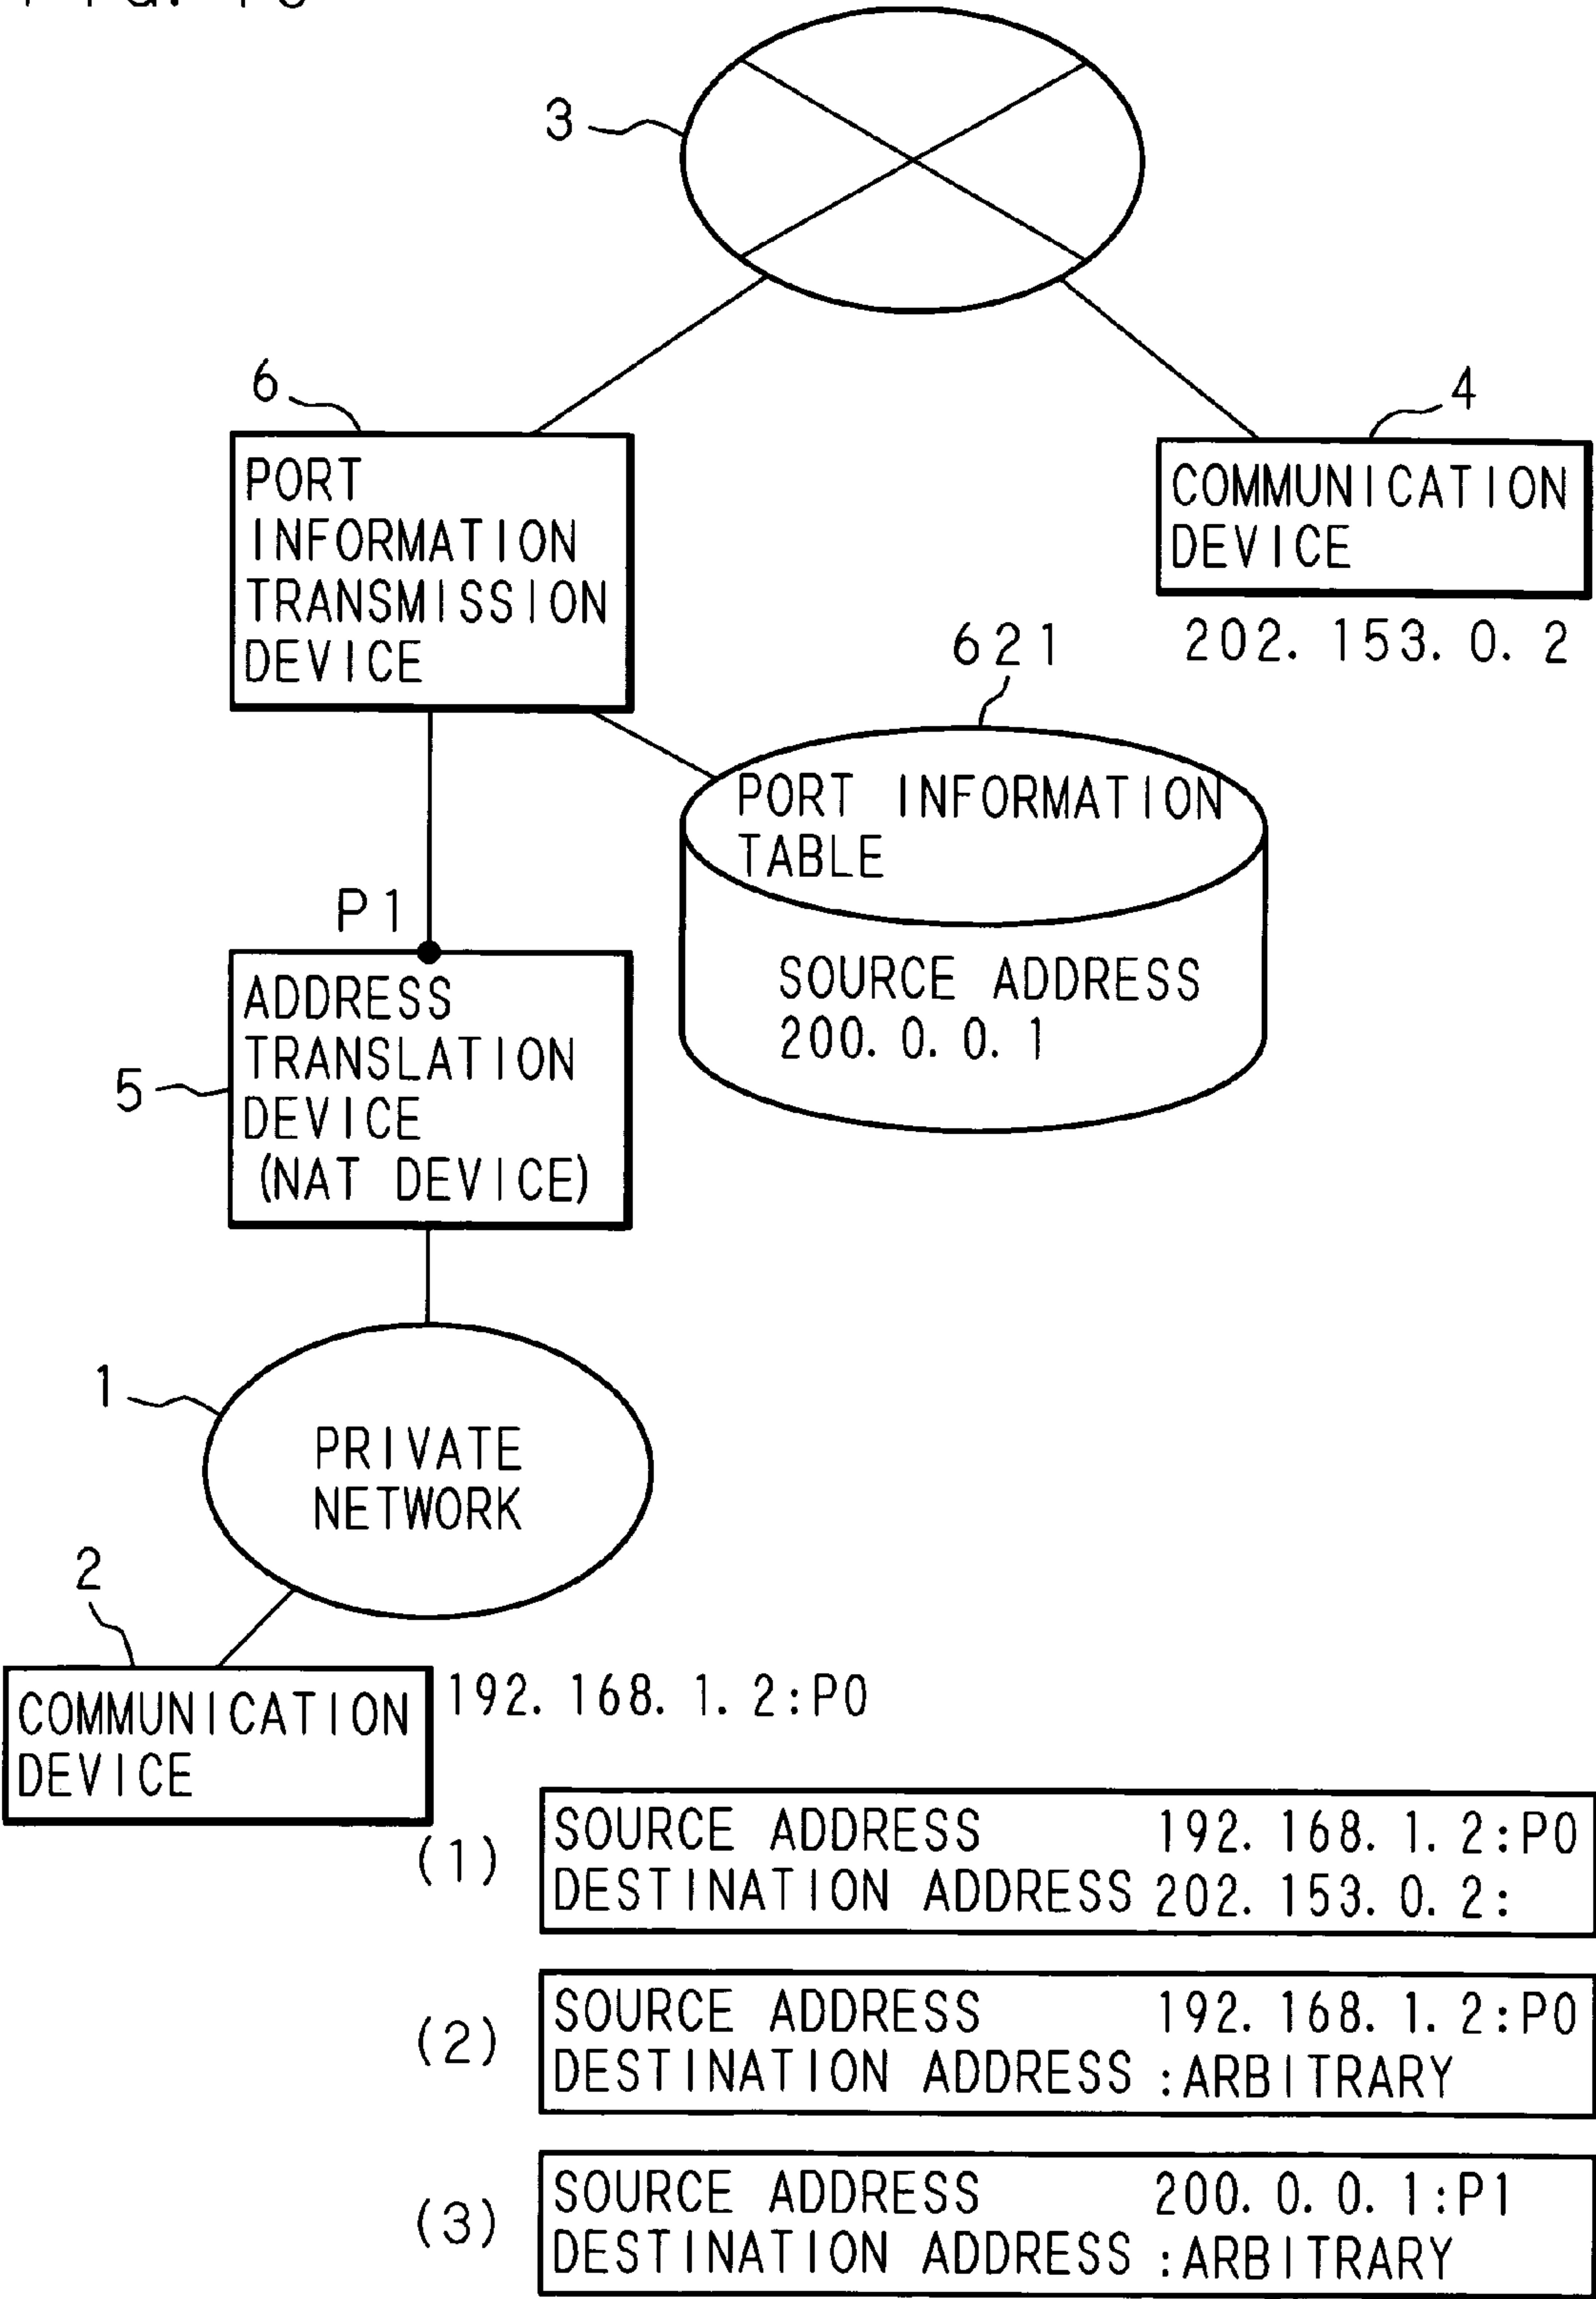 3
6
PORT
INFORMATION
TRANSMISSION
DEVICE
4
COMMUNICATION
DEVICE
202. 153. 0. 2
621
PORT INFORMATION
TABLE
SOURCE ADDRESS
200. 0. 0. 1
P1
5
ADDRESS
TRANSLATION
DEVICE
(NAT DEVICE)
1
PRIVATE
NETWORK
2
COMMUNICATION
DEVICE
192. 168. 1. 2:P0
(1)
SOURCE ADDRESS 192. 168. 1. 2:P0
DESTINATION ADDRESS 202. 153. 0. 2:
(2)
SOURCE ADDRESS 192. 168. 1. 2:P0
DESTINATION ADDRESS :ARBITRARY
(3)
SOURCE ADDRESS 200. 0. 0. 1:P1
DESTINATION ADDRESS :ARBITRARY